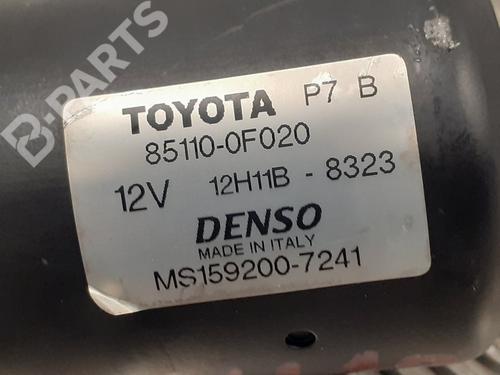 B-PARTS
TOYOTA P7 B
85110-0F020
12V 12H11B - 8323
DENSO
MADE IN ITALY
MS159200-7241